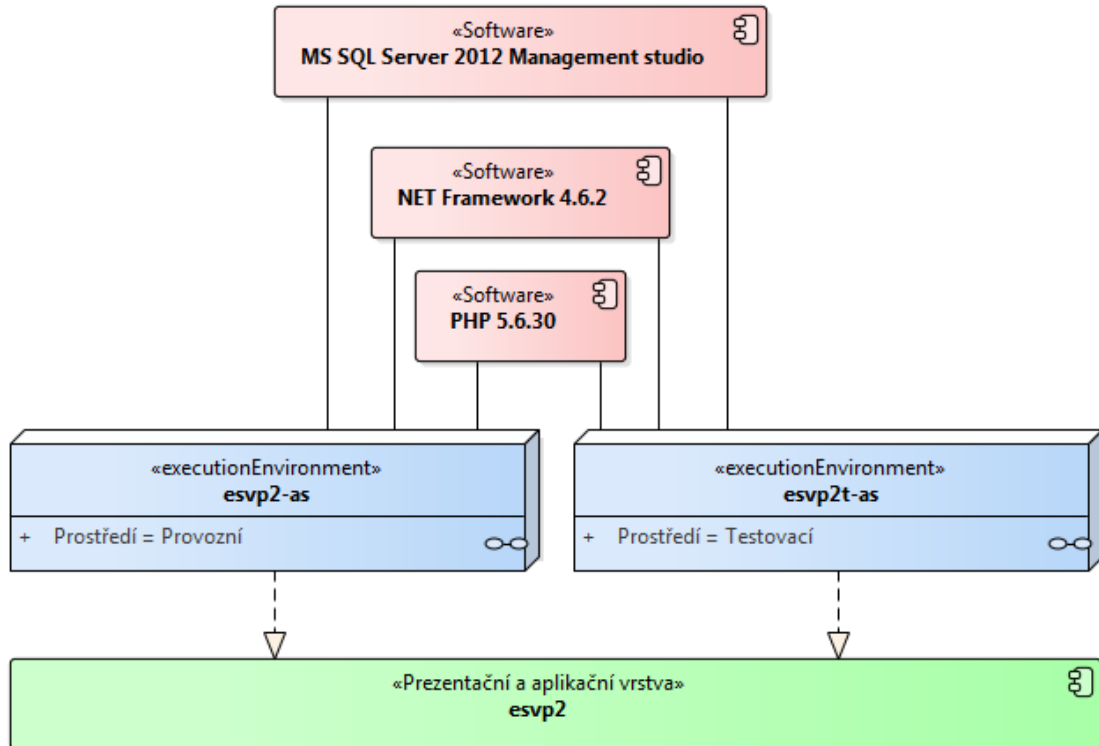 «Software»
MS SQL Server 2012 Management studio
«Software»
NET Framework 4.6.2
«Software»
PHP 5.6.30
«executionEnvironment»
esvp2-as
+ Prostředí = Provozní
«executionEnvironment»
esvp2t-as
+ Prostředí = Testovací
«Prezentační a aplikační vrstva»
esvp2